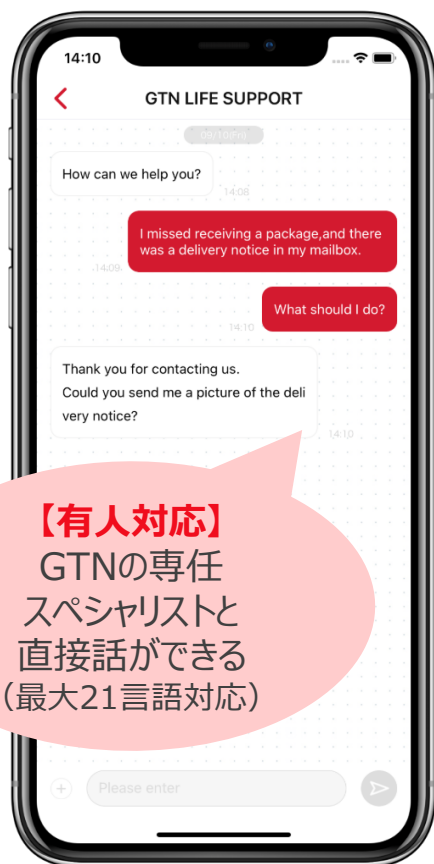 14:10
GTN LIFE SUPPORT
How can we help you?
14:08
I missed receiving a package,and there
was a delivery notice in my mailbox.
14:09
What should I do?
14:10
Thank you for contacting us.
Could you send me a picture of the deli
very notice?
14:10
【有人対応】
GTNの専任
スペシャリストと
直接話ができる
（最大21言語対応）
Please enter